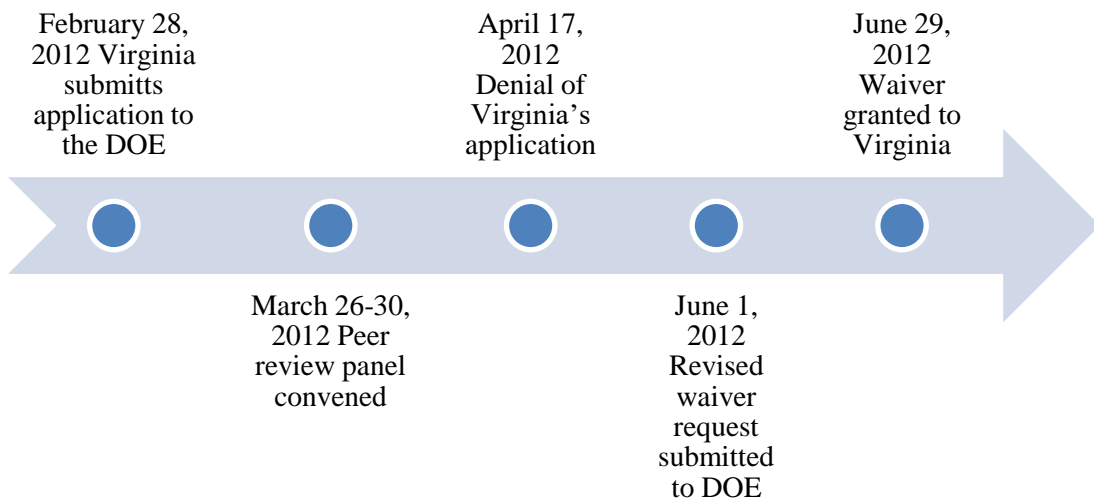 February 28,
2012 Virginia
submitts
application to
the DOE
March 26-30,
2012 Peer
review panel
convened
April 17,
2012
Denial of
Virginia’s
application
June 1,
2012
Revised
waiver
request
submitted
to DOE
June 29,
2012
Waiver
granted to
Virginia